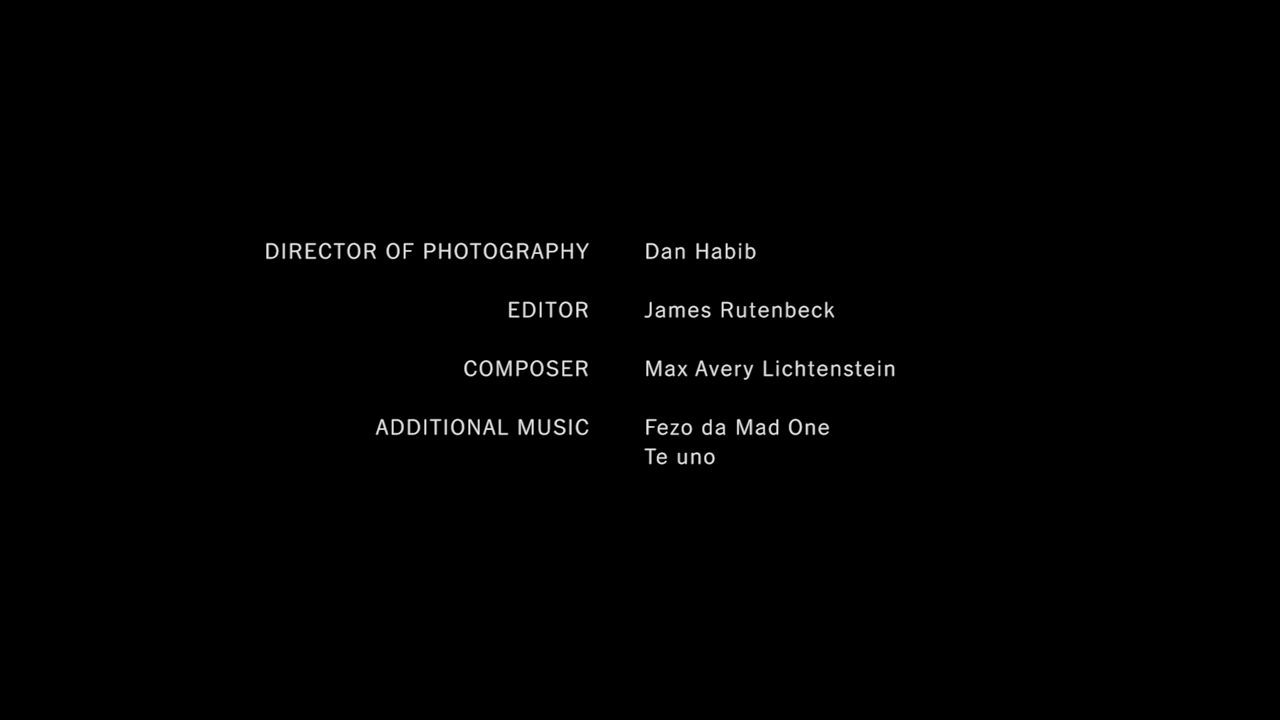 DIRECTOR OF PHOTOGRAPHY Dan Habib
EDITOR James Rutenbeck
COMPOSER Max Avery Lichtenstein
ADDITIONAL MUSIC Fezo da Mad One
Te uno